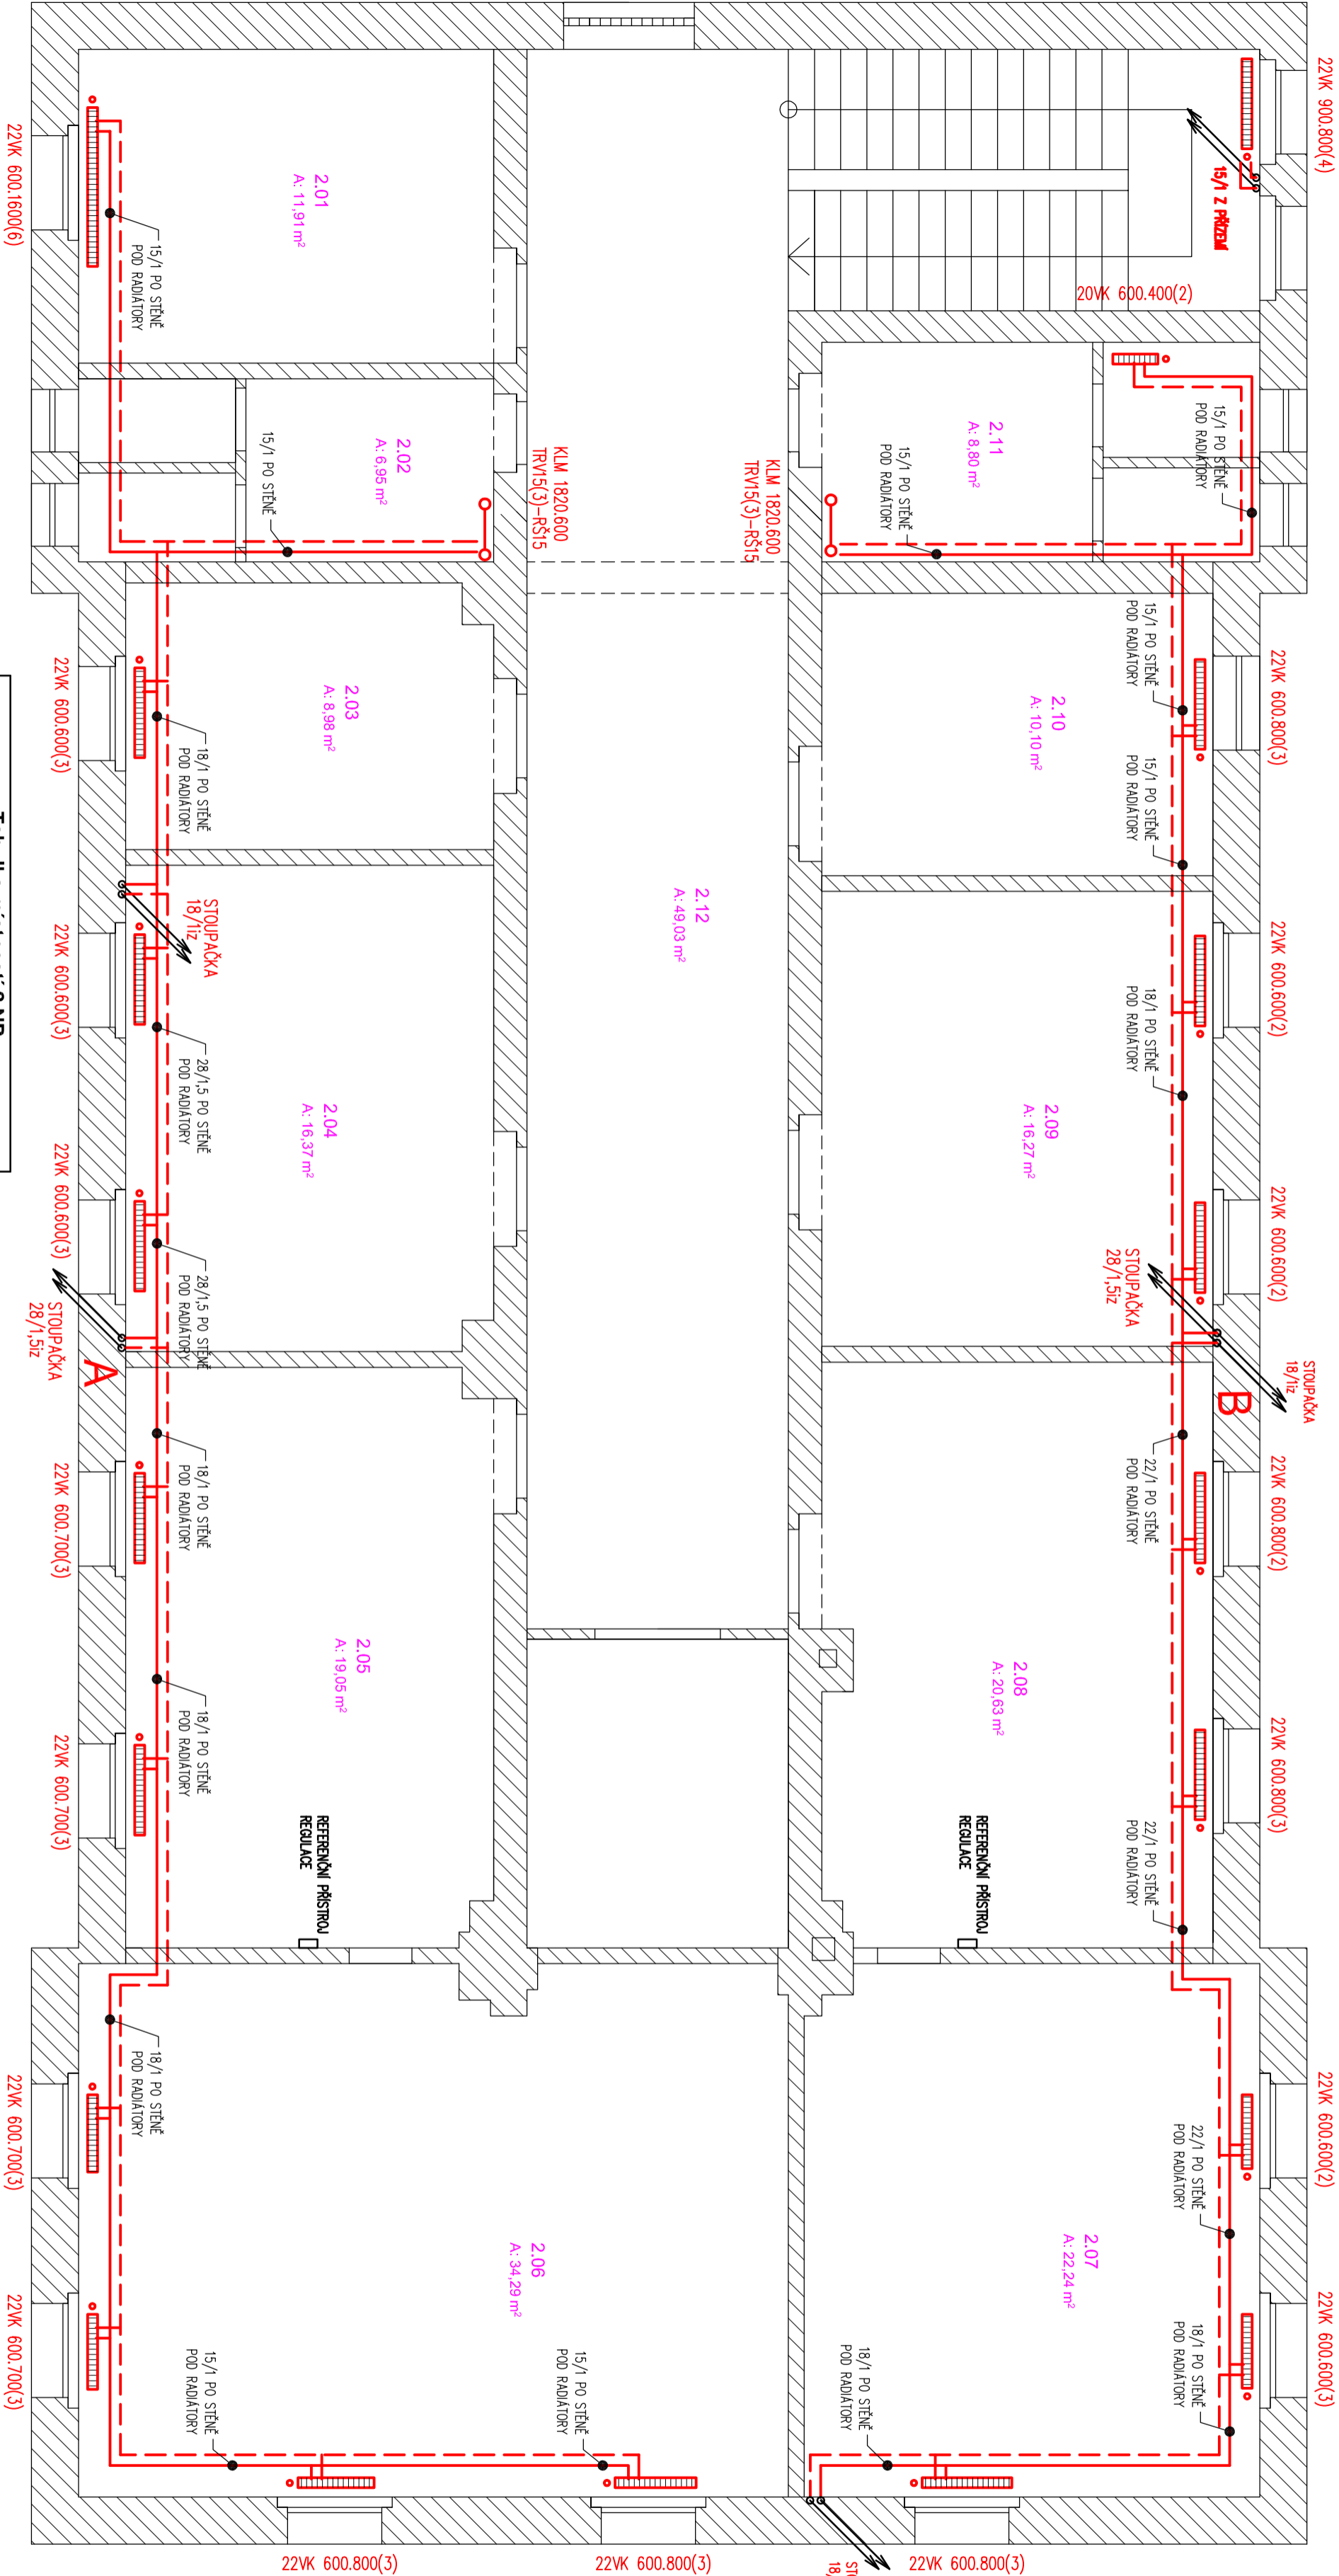 22VK 900.800(4)
15/1 Z PŘÍZEMÍ
20VK 600.400(2)
22VK 600.1600(6)
2.01
A: 11,91 m²
15/1 PO STĚNĚ
POD RADIÁTORY
2.02
A: 6,95 m²
15/1 PO STĚNĚ
KLM 1820.600
TRV15(3)-RŠ15
KLM 1820.600
TRV15(3)-RŠ15
2.11
A: 8,80 m²
15/1 PO STĚNĚ
POD RADIÁTORY
15/1 PO STĚNĚ
POD RADIÁTORY
22VK 600.600(3)
2.03
A: 8,98 m²
18/1 PO STĚNĚ
POD RADIÁTORY
2.10
A: 10,10 m²
15/1 PO STĚNĚ
POD RADIÁTORY
15/1 PO STĚNĚ
POD RADIÁTORY
22VK 600.800(3)
STOUPAČKA
18/1iz
22VK 600.600(3)
2.12
A: 49,03 m²
22VK 600.600(2)
28/1,5 PO STĚNĚ
POD RADIÁTORY
2.04
A: 16,37 m²
2.09
A: 16,27 m²
18/1 PO STĚNĚ
POD RADIÁTORY
22VK 600.600(3)
28/1,5 PO STĚNĚ
POD RADIÁTORY
22VK 600.600(2)
STOUPAČKA
28/1,5iz
STOUPAČKA
28/1,5iz
A
STOUPAČKA
18/1iz
B
22VK 600.700(3)
18/1 PO STĚNĚ
POD RADIÁTORY
22/1 PO STĚNĚ
POD RADIÁTORY
22VK 600.800(2)
2.05
A: 19,05 m²
2.08
A: 20,63 m²
22VK 600.700(3)
18/1 PO STĚNĚ
POD RADIÁTORY
22VK 600.800(3)
REFERENČNÍ PŘÍSTROJ
REGULACE
REFERENČNÍ PŘÍSTROJ
REGULACE
22/1 PO STĚNĚ
POD RADIÁTORY
22VK 600.700(3)
18/1 PO STĚNĚ
POD RADIÁTORY
22/1 PO STĚNĚ
POD RADIÁTORY
22VK 600.600(2)
2.06
A: 34,29 m²
2.07
A: 22,24 m²
22VK 600.700(3)
15/1 PO STĚNĚ
POD RADIÁTORY
15/1 PO STĚNĚ
POD RADIÁTORY
18/1 PO STĚNĚ
POD RADIÁTORY
18/1 PO STĚNĚ
POD RADIÁTORY
22VK 600.600(3)
22VK 600.800(3)
22VK 600.800(3)
18
22VK 600.800(3)